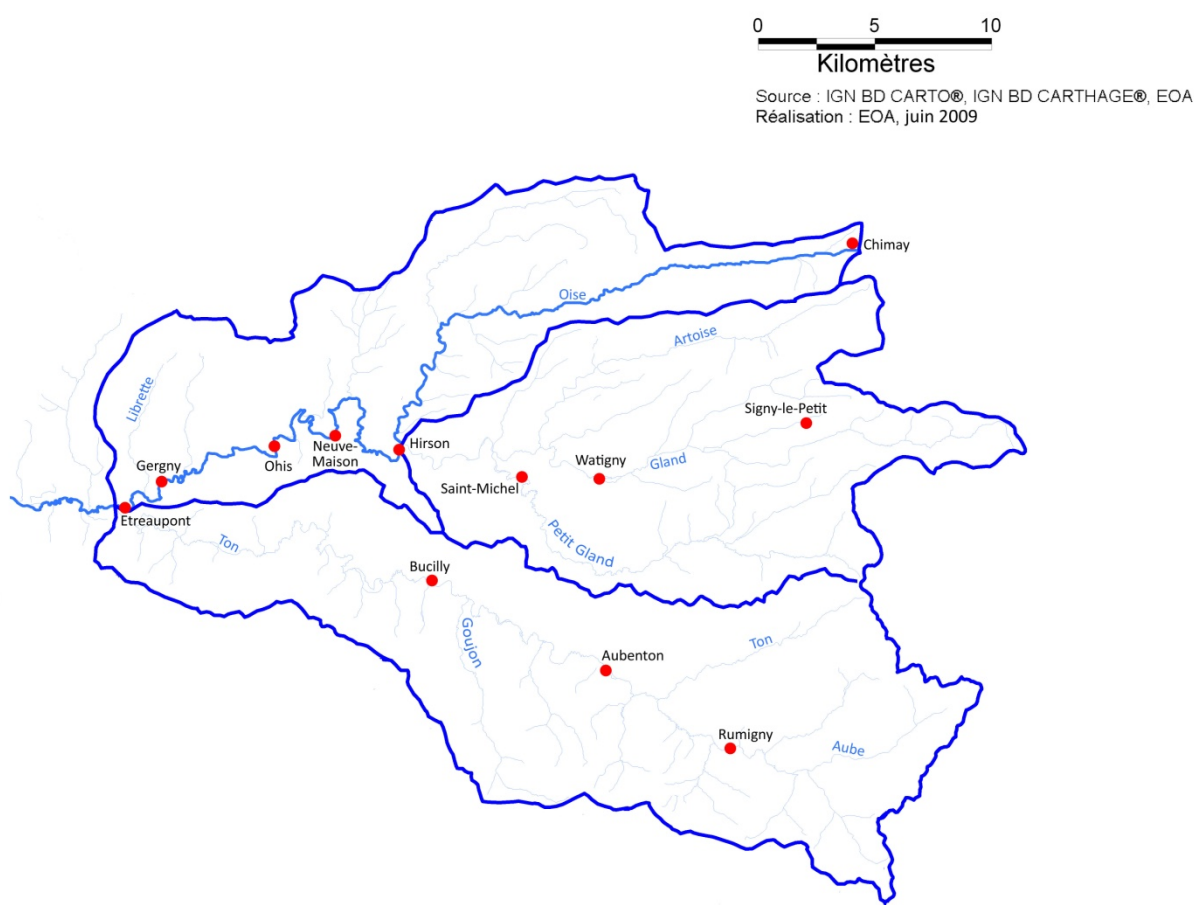 0 5 10
Kilomètres
Source : IGN BD CARTO®, IGN BD CARTHAGE®, EOA
Réalisation : EOA, juin 2009
Chimay
Oise
Artoise
Librette
Signy-le-Petit
Hirson
Neuve-
Maison
Ohis
Gergny
Watigny
Gland
Saint-Michel
Etreaupont
Petit Gland
Ton
Bucilly
Goujon
Ton
Aubenton
Rumigny
Aube